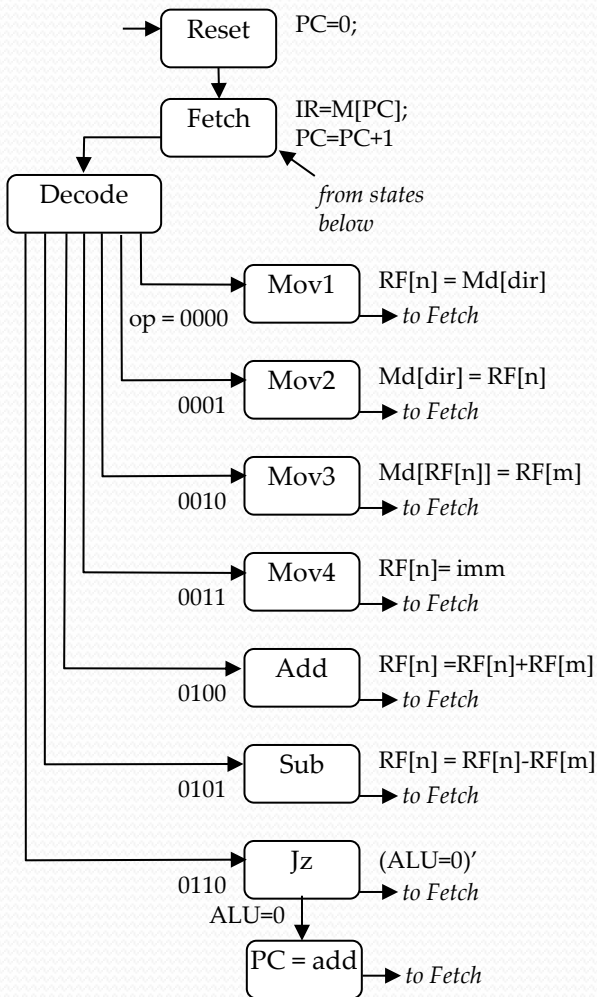 Reset
PC=0;
Fetch
IR=M[PC];
PC=PC+1
from states
below
Decode
Mov1
RF[n] = Md[dir]
op = 0000
to Fetch
Mov2
Md[dir] = RF[n]
0001
to Fetch
Mov3
Md[RF[n]] = RF[m]
0010
to Fetch
Mov4
RF[n]= imm
0011
to Fetch
Add
RF[n] =RF[n]+RF[m]
0100
to Fetch
Sub
RF[n] = RF[n]-RF[m]
0101
to Fetch
Jz
(ALU=0)’
0110
to Fetch
ALU=0
PC = add
to Fetch